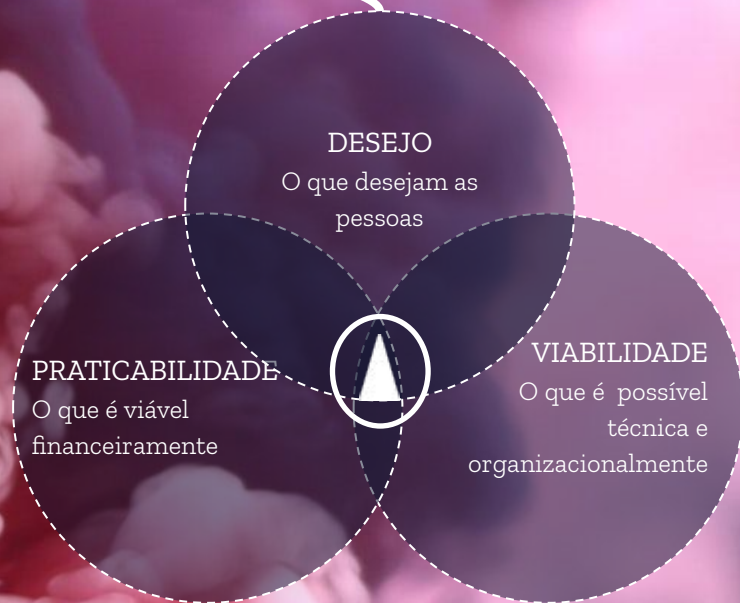 DESEJO
O que desejam as
pessoas
PRATICABILIDADE
O que é viável
financeiramente
VIABILIDADE
O que é possível
técnica e
organizacionalmente